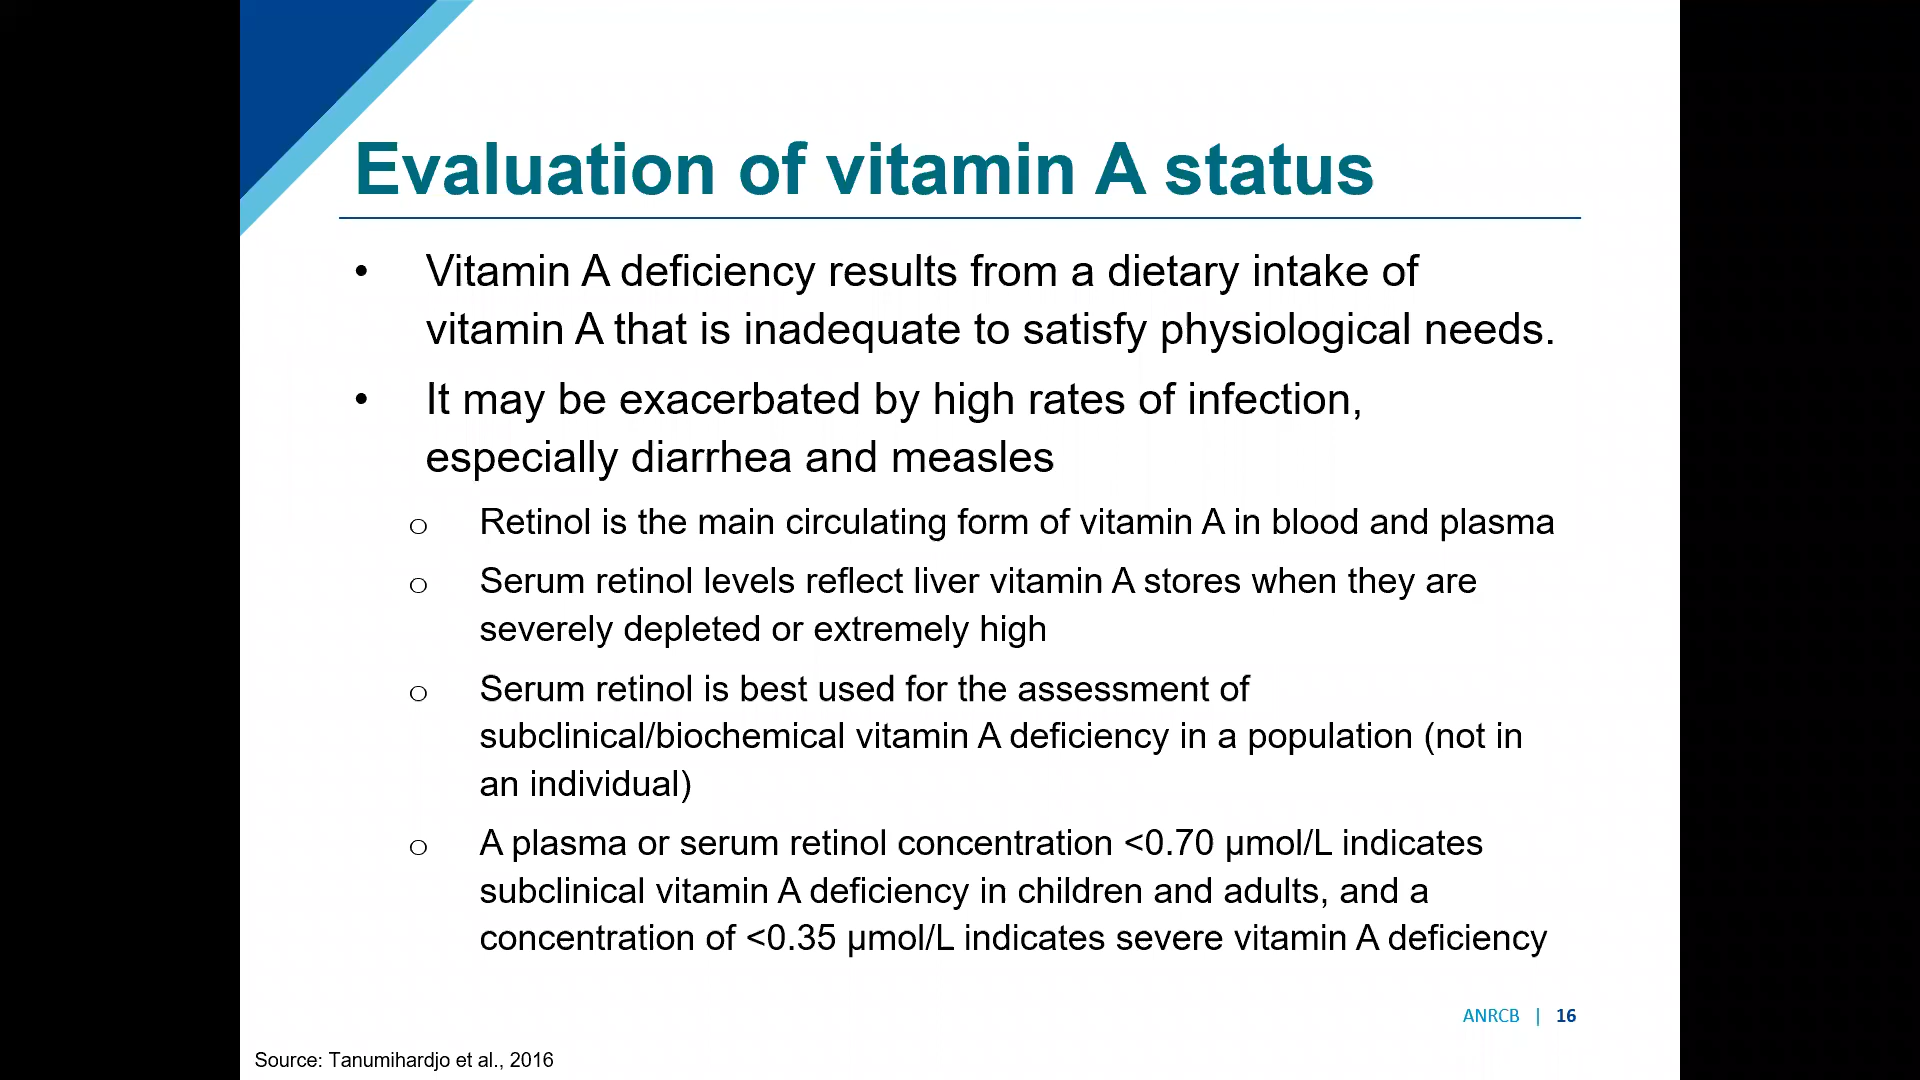 Evaluation of vitamin A status
• Vitamin A deficiency results from a dietary intake of
vitamin A that is inadequate to satisfy physiological needs.
• It may be exacerbated by high rates of infection,
especially diarrhea and measles
o Retinol is the main circulating form of vitamin A in blood and plasma
o Serum retinol levels reflect liver vitamin A stores when they are
severely depleted or extremely high
o Serum retinol is best used for the assessment of
subclinical/biochemical vitamin A deficiency in a population (not in
an individual)
o A plasma or serum retinol concentration <0.70 µmol/L indicates
subclinical vitamin A deficiency in children and adults, and a
concentration of <0.35 µmol/L indicates severe vitamin A deficiency
ANRCB | 16
Source: Tanumihardjo et al., 2016